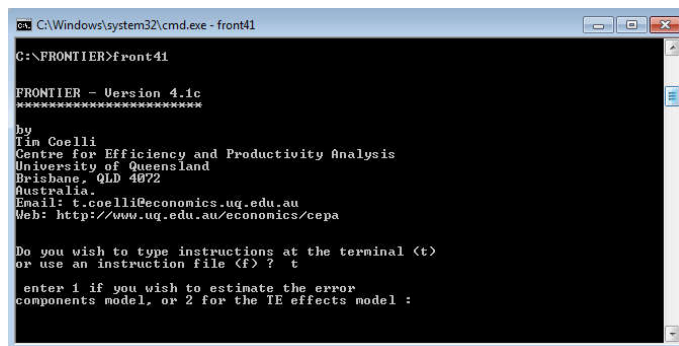 C:\Windows\system32\cmd.exe - front41
C:\FRONTIER>front41
FRONTIER - Version 4.1c
***********************
by
Tim Coelli
Centre for Efficiency and Productivity Analysis
University of Queensland
Brisbane, QLD 4072
Australia.
Email: t.coelli@economics.uq.edu.au
Web: http://www.uq.edu.au/economics/cepa
Do you wish to type instructions at the terminal (t)
or use an instruction file (f) ? t
enter 1 if you wish to estimate the error
components model, or 2 for the TE effects model :